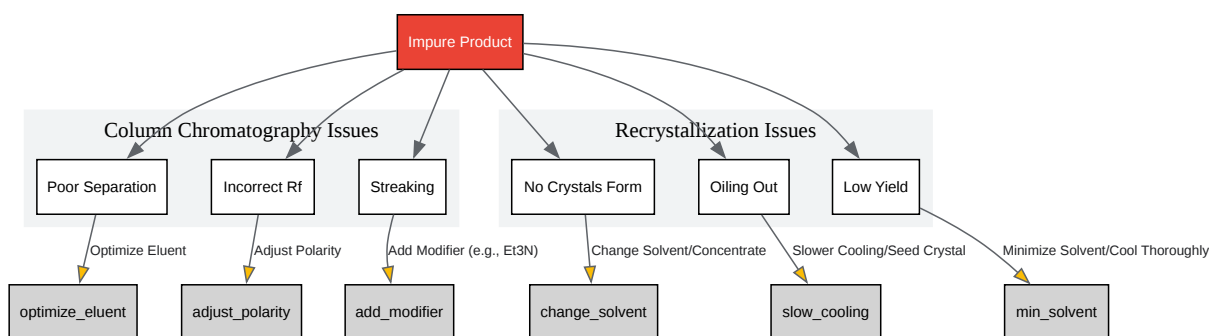 Impure Product
Column Chromatography Issues
Recrystallization Issues
Poor Separation
Incorrect Rf
Streaking
No Crystals Form
Oiling Out
Low Yield
Optimize Eluent
Adjust Polarity
Add Modifier (e.g., Et3N)
Change Solvent/Concentrate
Slower Cooling/Seed Crystal
Minimize Solvent/Cool Thoroughly
optimize_eluent
adjust_polarity
add_modifier
change_solvent
slow_cooling
min_solvent